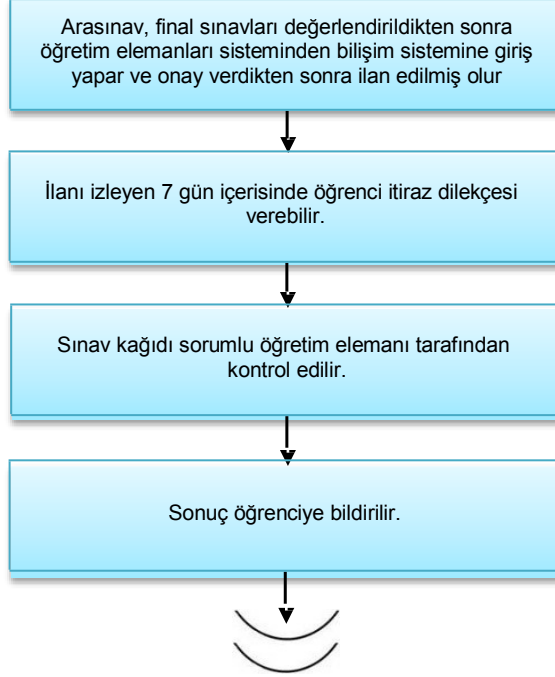 Arasınav, final sınavları değerlendirildikten sonra
öğretim elemanları sisteminden bilişim sistemine giriş
yapar ve onay verdikten sonra ilan edilmiş olur
İlanı izleyen 7 gün içerisinde öğrenci itiraz dilekçesi
verebilir.
Sınav kağıdı sorumlu öğretim elemanı tarafından
kontrol edilir.
Sonuç öğrenciye bildirilir.